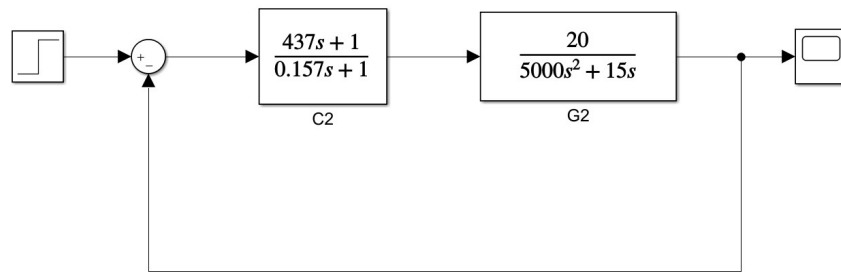 +
−
437s + 1
0.157s + 1
C2
20
5000s² + 15s
G2